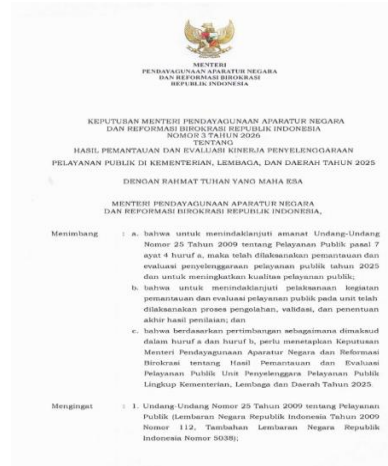 MENTERI
PENDAYAGUNAAN APARATUR NEGARA
DAN REFORMASI BIROKRASI
REPUBLIK INDONESIA
KEPUTUSAN MENTERI PENDAYAGUNAAN APARATUR NEGARA
DAN REFORMASI BIROKRASI REPUBLIK INDONESIA
NOMOR 3 TAHUN 2026
TENTANG
HASIL PEMANTAUAN DAN EVALUASI KINERJA PENYELENGGARAAN
PELAYANAN PUBLIK DI KEMENTERIAN, LEMBAGA, DAN DAERAH TAHUN 2025
DENGAN RAHMAT TUHAN YANG MAHA ESA
MENTERI PENDAYAGUNAAN APARATUR NEGARA
DAN REFORMASI BIROKRASI REPUBLIK INDONESIA,
Menimbang : a. bahwa untuk menindaklanjuti amanat Undang-Undang
Nomor 25 Tahun 2009 tentang Pelayanan Publik pasal 7
ayat 4 huruf a, maka telah dilaksanakan pemantauan dan
evaluasi penyelenggaraan pelayanan publik tahun 2025
dan untuk meningkatkan kualitas pelayanan publik;
b. bahwa untuk menindaklanjuti pelaksanaan kegiatan
pemantauan dan evaluasi pelayanan publik pada unit telah
dilaksanakan proses pengolahan, validasi, dan penentuan
akhir hasil penilaian; dan
c. bahwa berdasarkan pertimbangan sebagaimana dimaksud
dalam huruf a dan huruf b, perlu menetapkan Keputusan
Menteri Pendayagunaan Aparatur Negara dan Reformasi
Birokrasi tentang Hasil Pemantauan dan Evaluasi
Pelayanan Publik Unit Penyelenggara Pelayanan Publik
Lingkup Kementerian, Lembaga dan Daerah Tahun 2025.
Mengingat : 1. Undang-Undang Nomor 25 Tahun 2009 tentang Pelayanan
Publik (Lembaran Negara Republik Indonesia Tahun 2009
Nomor 112, Tambahan Lembaran Negara Republik
Indonesia Nomor 5038);